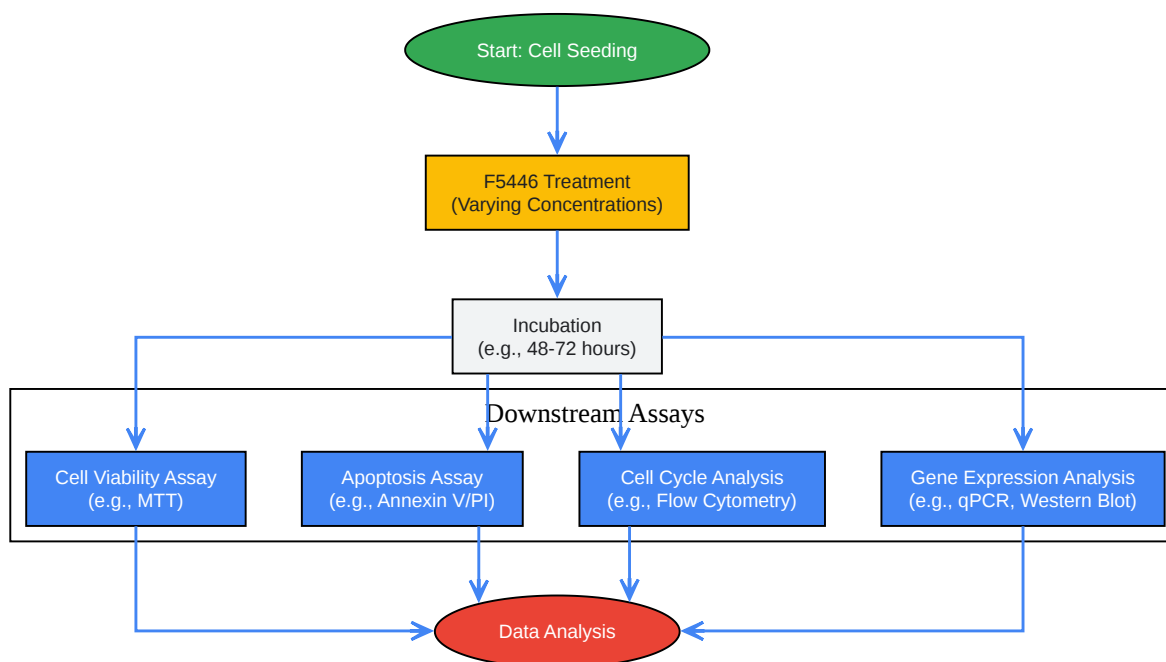 Start: Cell Seeding
F5446 Treatment
(Varying Concentrations)
Incubation
(e.g., 48-72 hours)
Downstream Assays
Cell Viability Assay
(e.g., MTT)
Apoptosis Assay
(e.g., Annexin V/PI)
Cell Cycle Analysis
(e.g., Flow Cytometry)
Gene Expression Analysis
(e.g., qPCR, Western Blot)
Data Analysis